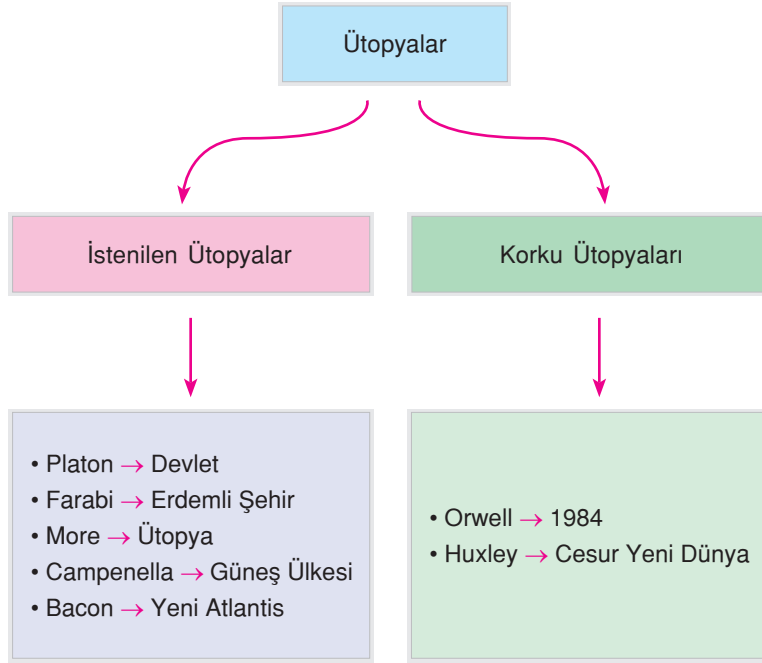 Ütopyalar
İstenilen Ütopyalar
Korku Ütopyaları
• Platon → Devlet
• Farabi → Erdemli Şehir
• More → Ütopya
• Campenella → Güneş Ülkesi
• Bacon → Yeni Atlantis
• Orwell → 1984
• Huxley → Cesur Yeni Dünya